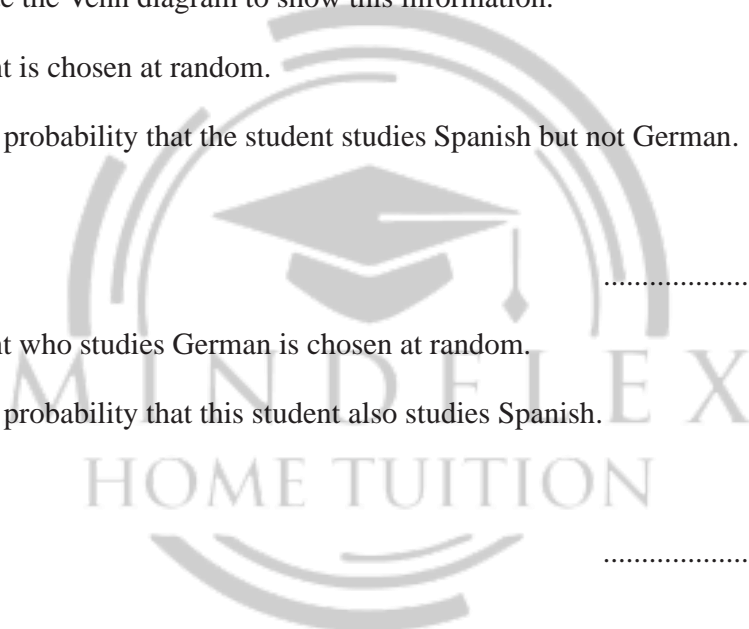 the Venn diagram to show this information.
is chosen at random.
probability that the student studies Spanish but not German.
....................
who studies German is chosen at random.
probability that this student also studies Spanish.
....................
MINDFLEX
HOME TUITION